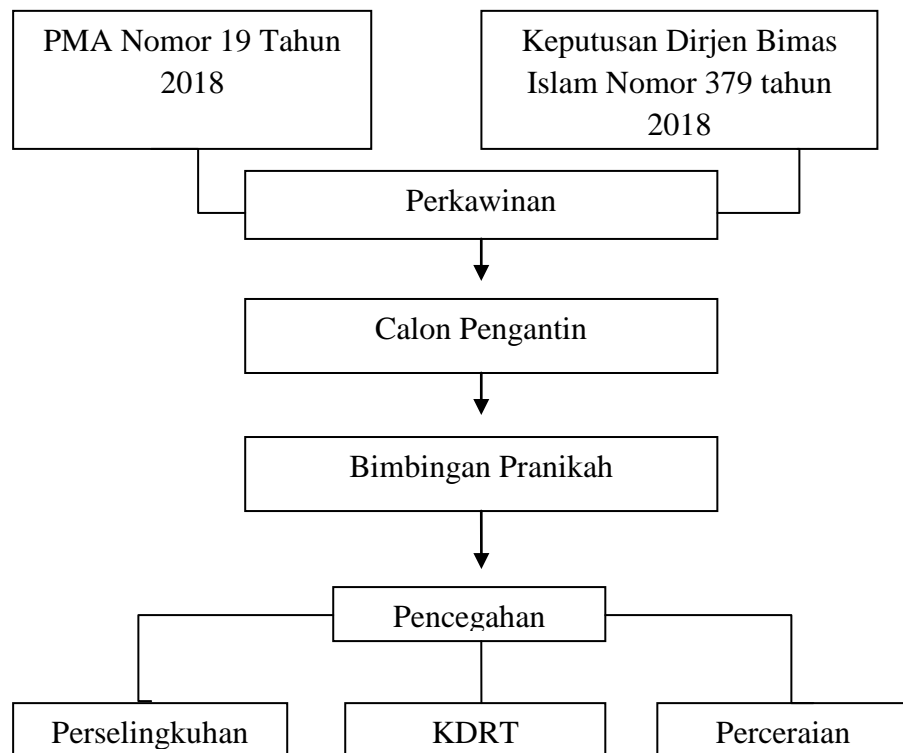 PMA Nomor 19 Tahun
2018
Keputusan Dirjen Bimas
Islam Nomor 379 tahun
2018
Perkawinan
Calon Pengantin
Bimbingan Pranikah
Pencegahan
Perselingkuhan
KDRT
Perceraian